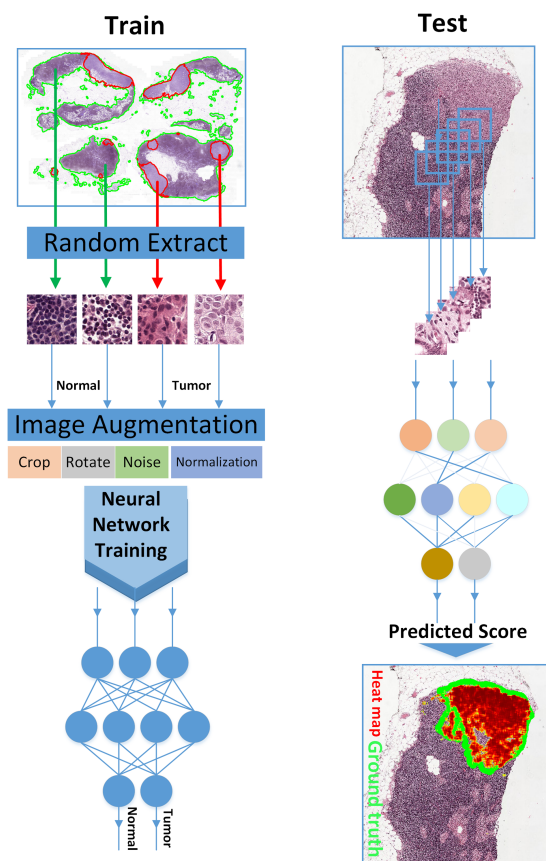 Train
Random Extract
Normal
Tumor
Image Augmentation
Crop
Rotate
Noise
Normalization
Neural
Network
Training
Normal
Tumor
Test
Predicted Score
Heat map
Ground truth